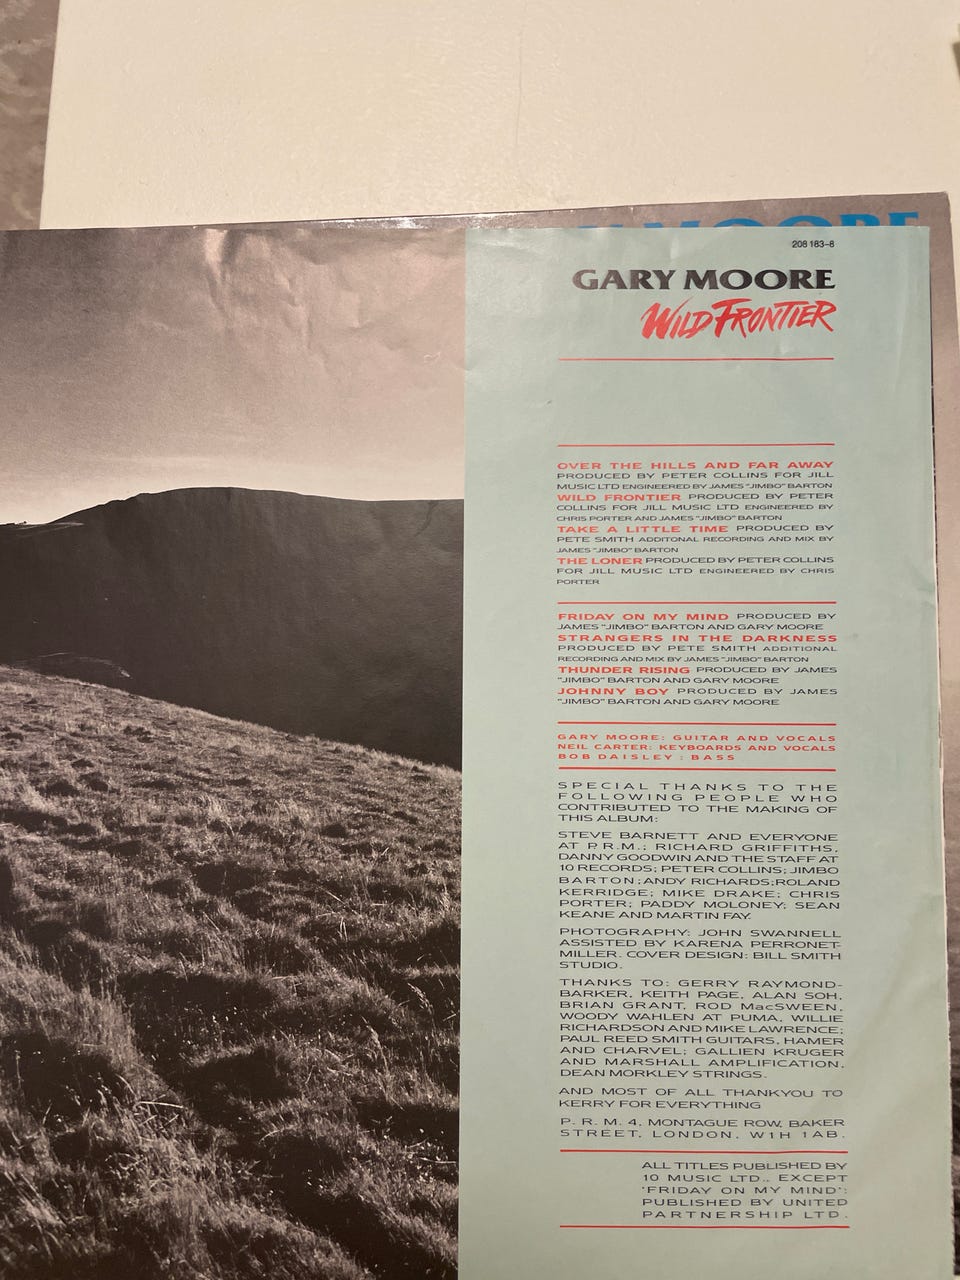 MOORE
208 183-8
GARY MOORE
WILD FRONTIER
OVER THE HILLS AND FAR AWAY
PRODUCED BY PETER COLLINS FOR JILL
MUSIC LTD ENGINEERED BY JAMES "JIMBO" BARTON
WILD FRONTIER PRODUCED BY PETER
COLLINS FOR JILL MUSIC LTD ENGINEERED BY
CHRIS PORTER AND JAMES "JIMBO" BARTON
TAKE A LITTLE TIME PRODUCED BY
PETE SMITH ADDITONAL RECORDING AND MIX BY
JAMES "JIMBO" BARTON
THE LONER PRODUCED BY PETER COLLINS
FOR JILL MUSIC LTD ENGINEERED BY CHRIS
PORTER
FRIDAY ON MY MIND PRODUCED BY
JAMES "JIMBO" BARTON AND GARY MOORE
STRANGERS IN THE DARKNESS
PRODUCED BY PETE SMITH ADDITIONAL
RECORDING AND MIX BY JAMES "JIMBO" BARTON
THUNDER RISING PRODUCED BY JAMES
"JIMBO" BARTON AND GARY MOORE
JOHNNY BOY PRODUCED BY JAMES
"JIMBO" BARTON AND GARY MOORE
GARY MOORE: GUITAR AND VOCALS
NEIL CARTER: KEYBOARDS AND VOCALS
BOB DAISLEY : BASS
SPECIAL THANKS TO THE
FOLLOWING PEOPLE WHO
CONTRIBUTED TO THE MAKING OF
THIS ALBUM:
STEVE BARNETT AND EVERYONE
AT P.R.M.; RICHARD GRIFFITHS,
DANNY GOODWIN AND THE STAFF AT
10 RECORDS; PETER COLLINS; JIMBO
BARTON; ANDY RICHARDS; ROLAND
KERRIDGE; MIKE DRAKE; CHRIS
PORTER; PADDY MOLONEY; SEAN
KEANE AND MARTIN FAY.
PHOTOGRAPHY: JOHN SWANNELL
ASSISTED BY KARENA PERRONET-
MILLER. COVER DESIGN: BILL SMITH
STUDIO.
THANKS TO: GERRY RAYMOND-
BARKER, KEITH PAGE, ALAN SOH,
BRIAN GRANT, ROD MacSWEEN,
WOODY WAHLEN AT PUMA, WILLIE
RICHARDSON AND MIKE LAWRENCE;
PAUL REED SMITH GUITARS, HAMER
AND CHARVEL; GALLIEN KRUGER
AND MARSHALL AMPLIFICATION,
DEAN MORKLEY STRINGS.
AND MOST OF ALL THANKYOU TO
KERRY FOR EVERYTHING
P. R. M. 4, MONTAGUE ROW, BAKER
STREET, LONDON, W1H 1AB.
ALL TITLES PUBLISHED BY
10 MUSIC LTD.. EXCEPT
'FRIDAY ON MY MIND':
PUBLISHED BY UNITED
PARTNERSHIP LTD.